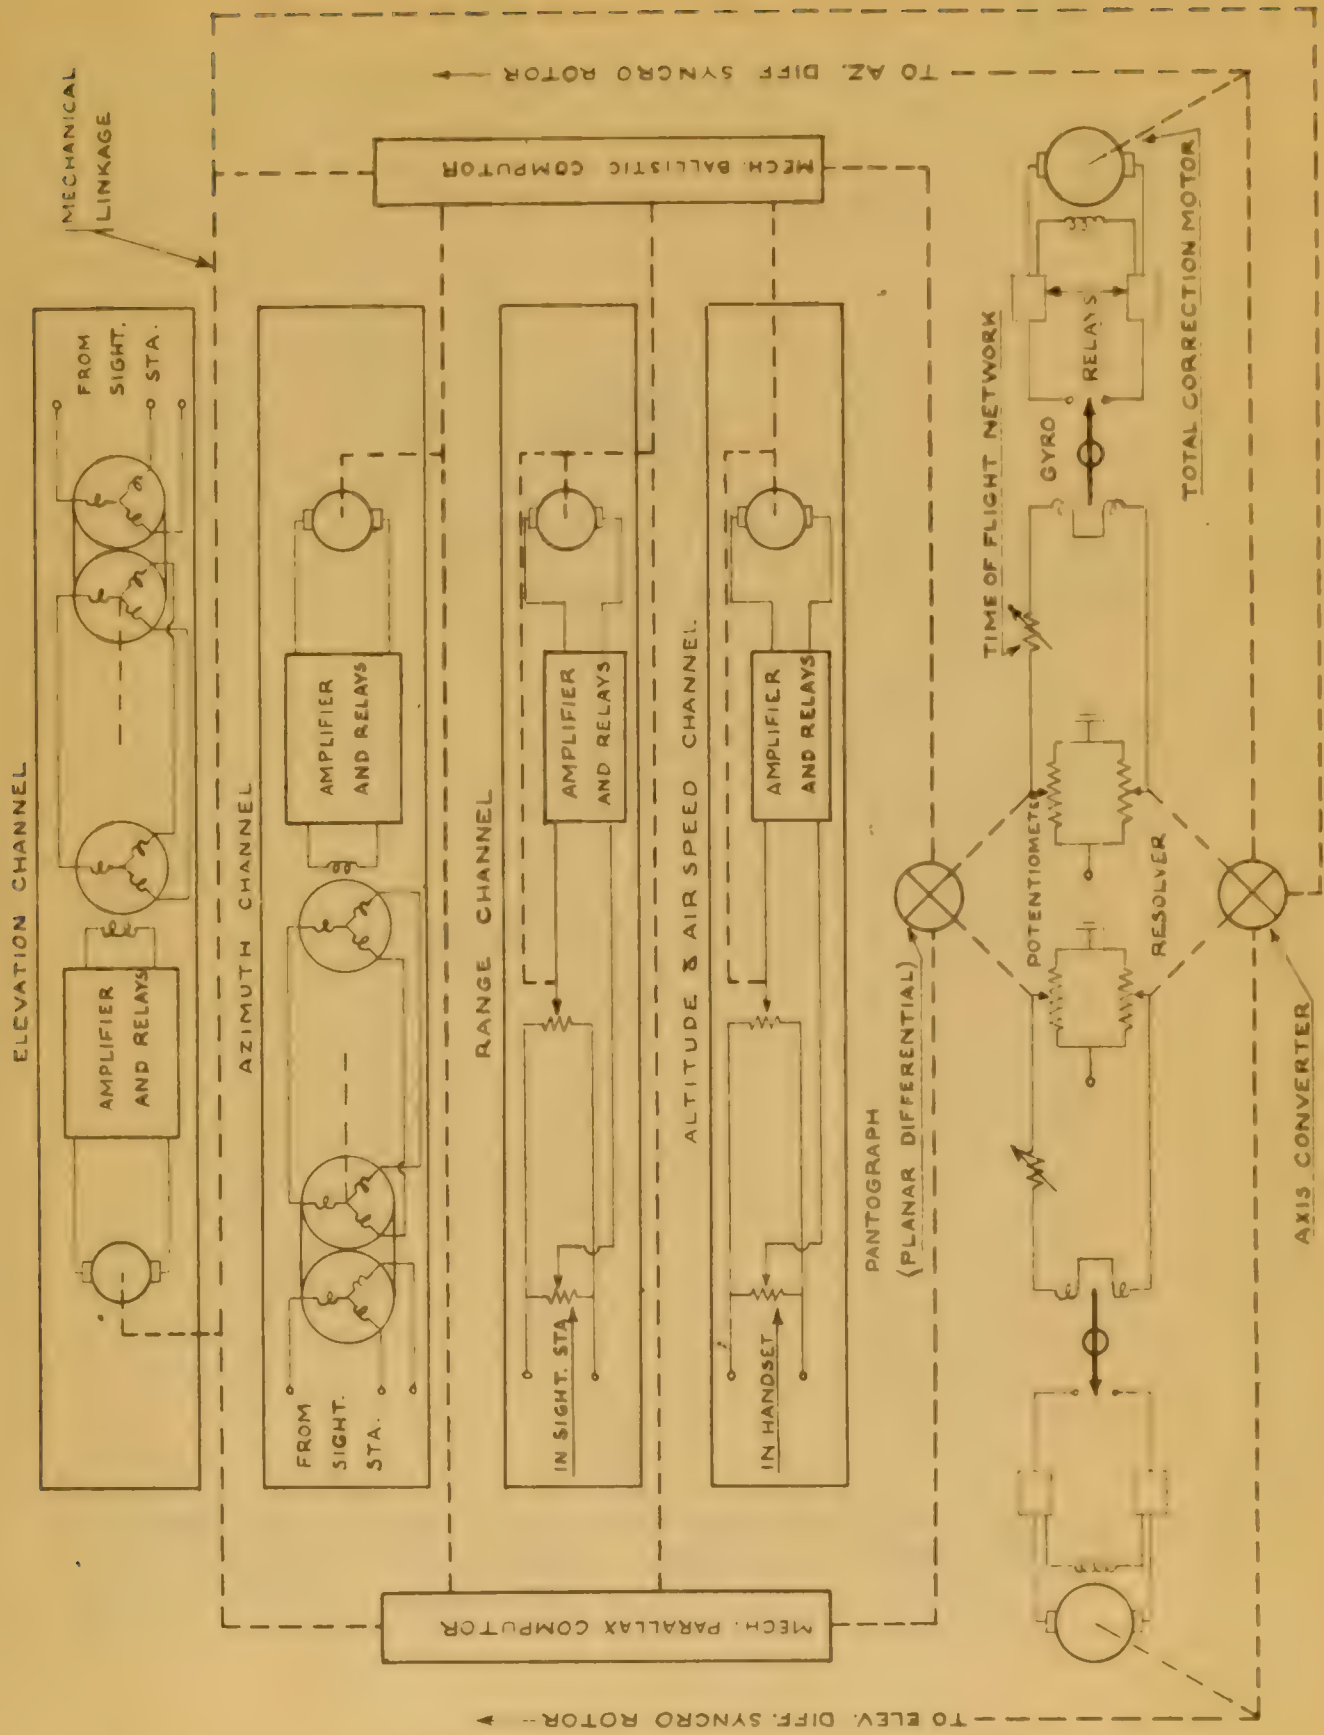 ELEVATION CHANNEL
AMPLIFIER
AND RELAYS
FROM
SIGHT.
STA.
MECHANICAL
LINKAGE
AZIMUTH CHANNEL
FROM
SIGHT.
STA.
AMPLIFIER
AND RELAYS
RANGE CHANNEL
IN SIGHT. STA
AMPLIFIER
AND RELAYS
ALTITUDE & AIR SPEED CHANNEL
IN HANDSET
AMPLIFIER
AND RELAYS
MECH. PARALLAX COMPUTOR
MECH. BALLISTIC COMPUTOR
TO ELEV. DIFF. SYNCRO ROTOR
TO AZ. DIFF SYNCRO ROTOR
PANTOGRAPH
(PLANAR DIFFERENTIAL)
POTENTIOMETER
RESOLVER
TIME OF FLIGHT NETWORK
GYRO
RELAYS
TOTAL CORRECTION MOTOR
AXIS CONVERTER